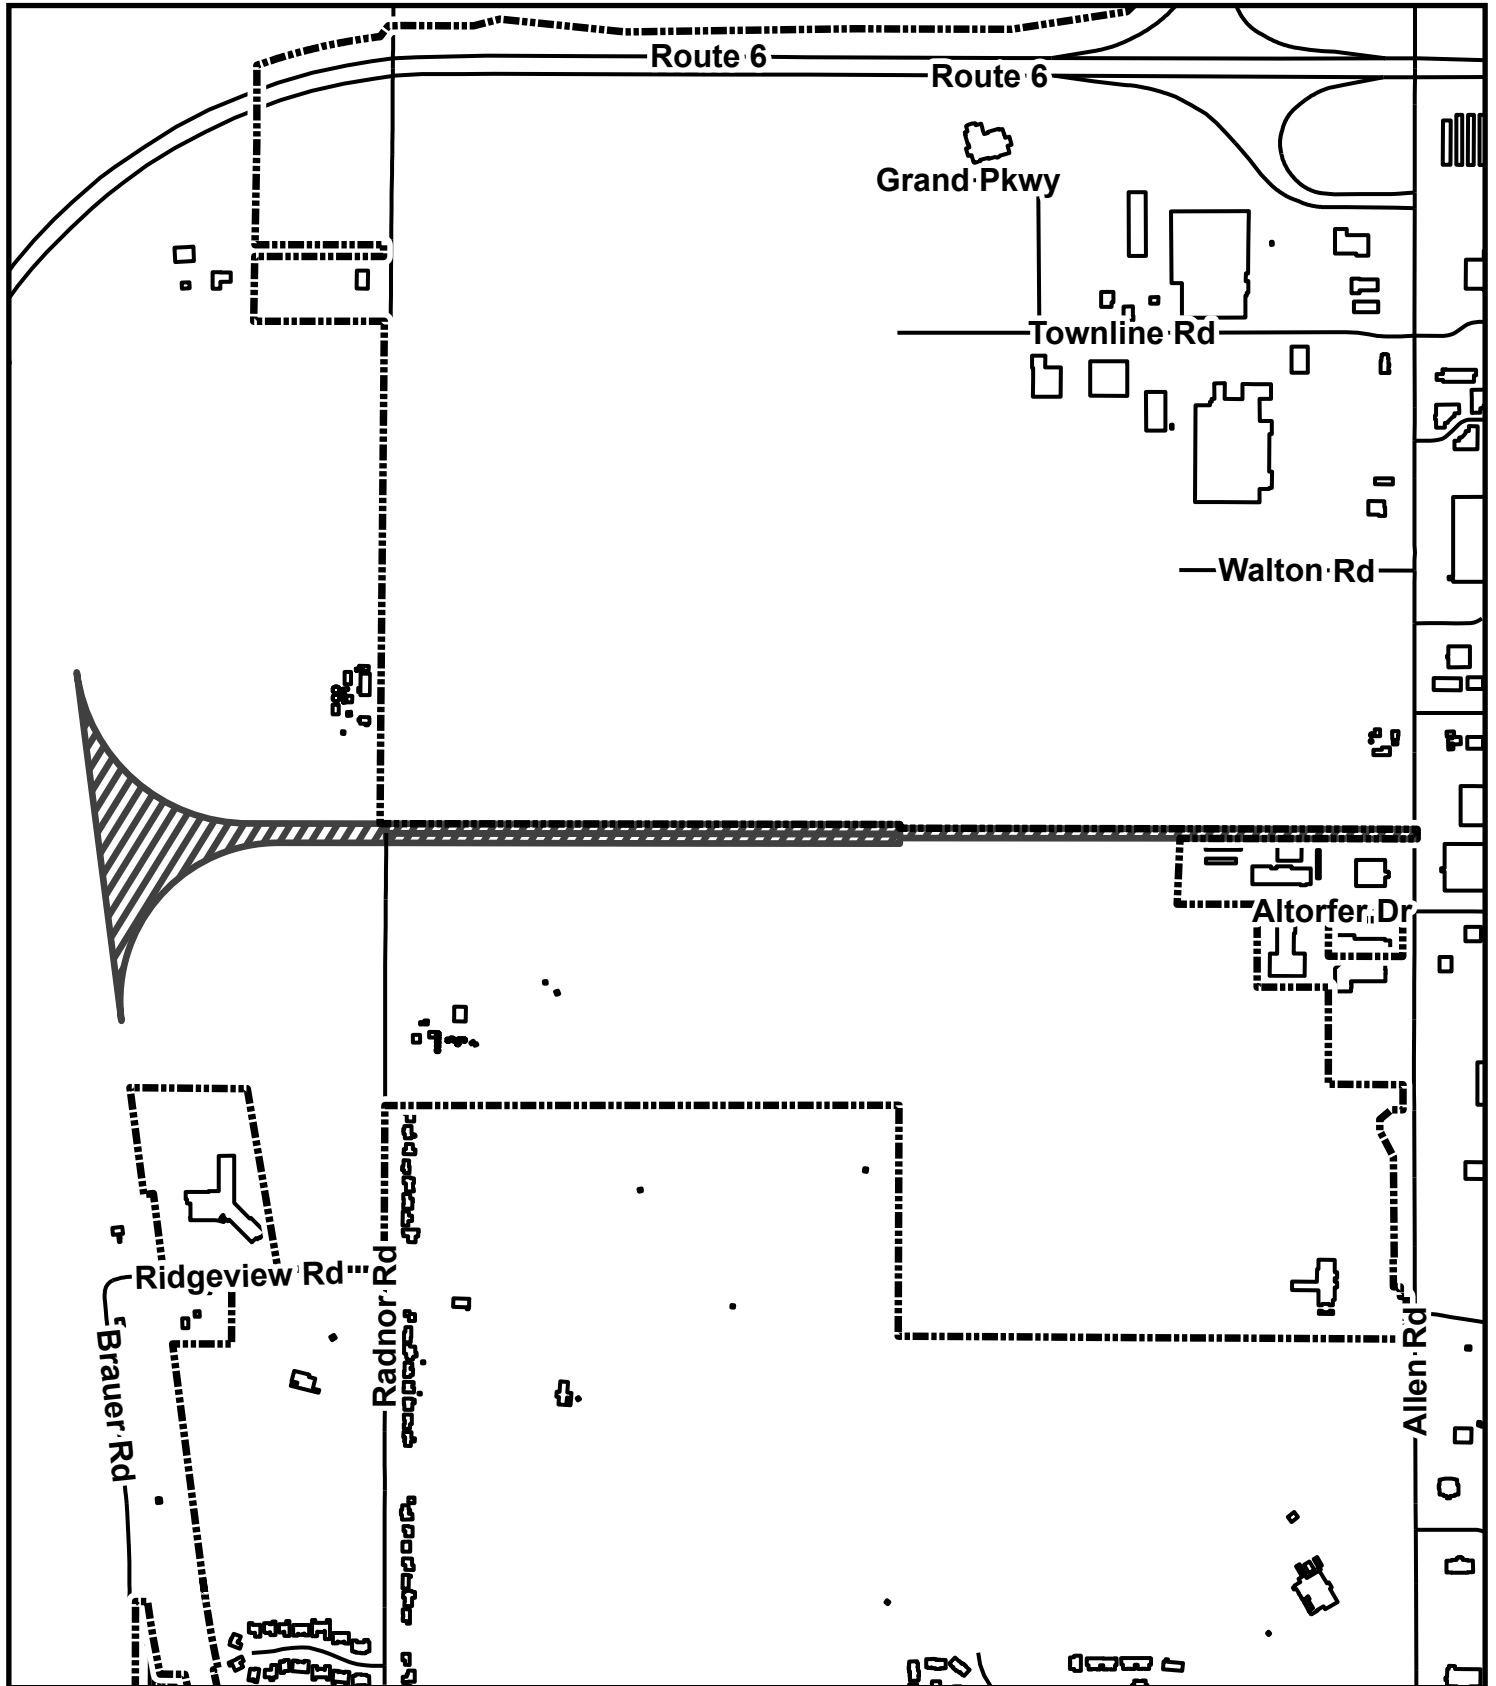 Route 6
Route 6
Grand Pkwy
Townline Rd
Walton Rd
Altorfer Dr
Ridgeview Rd
Radnor Rd
Brauer Rd
Allen Rd